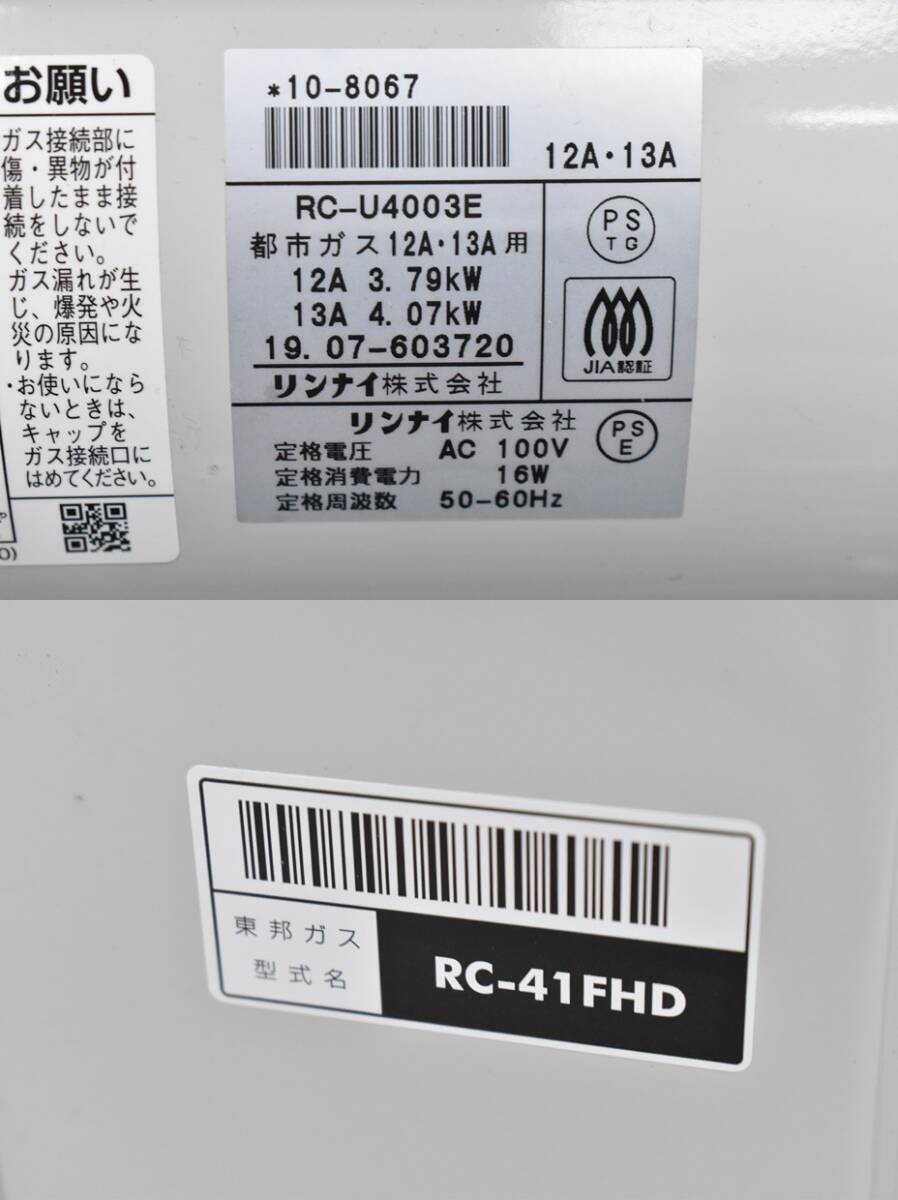 お願い
ガス接続部に
傷・異物が付
着したまま接
続をしないで
ください。
ガス漏れが生
じ、爆発や火
災の原因にな
ります。
・お使いになら
ないときは、
キャップを
ガス接続口に
はめてください。
*10-8067
12A・13A
RC-U4003E
都市ガス12A・13A用
12A 3.79kW
13A 4.07kW
19.07-603720
リンナイ株式会社
PS
TG
JIA認証
リンナイ株式会社
定格電圧 AC 100V
定格消費電力 16W
定格周波数 50-60Hz
PS
E
東邦ガス
型式名
RC-41FHD